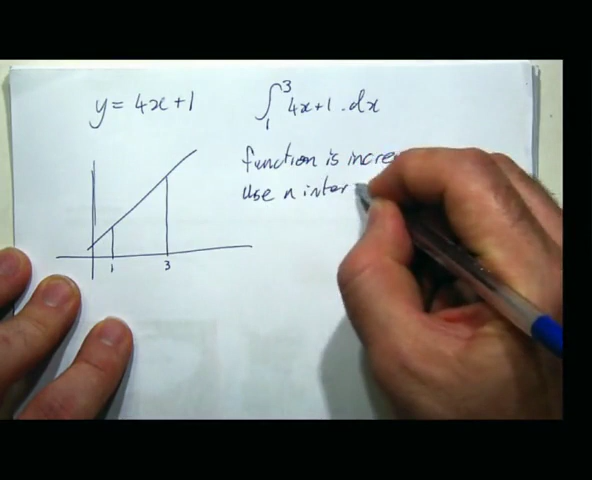 y = 4x+1
∫₁³ 4x+1 . dx
function is incre
use n inter
1 3